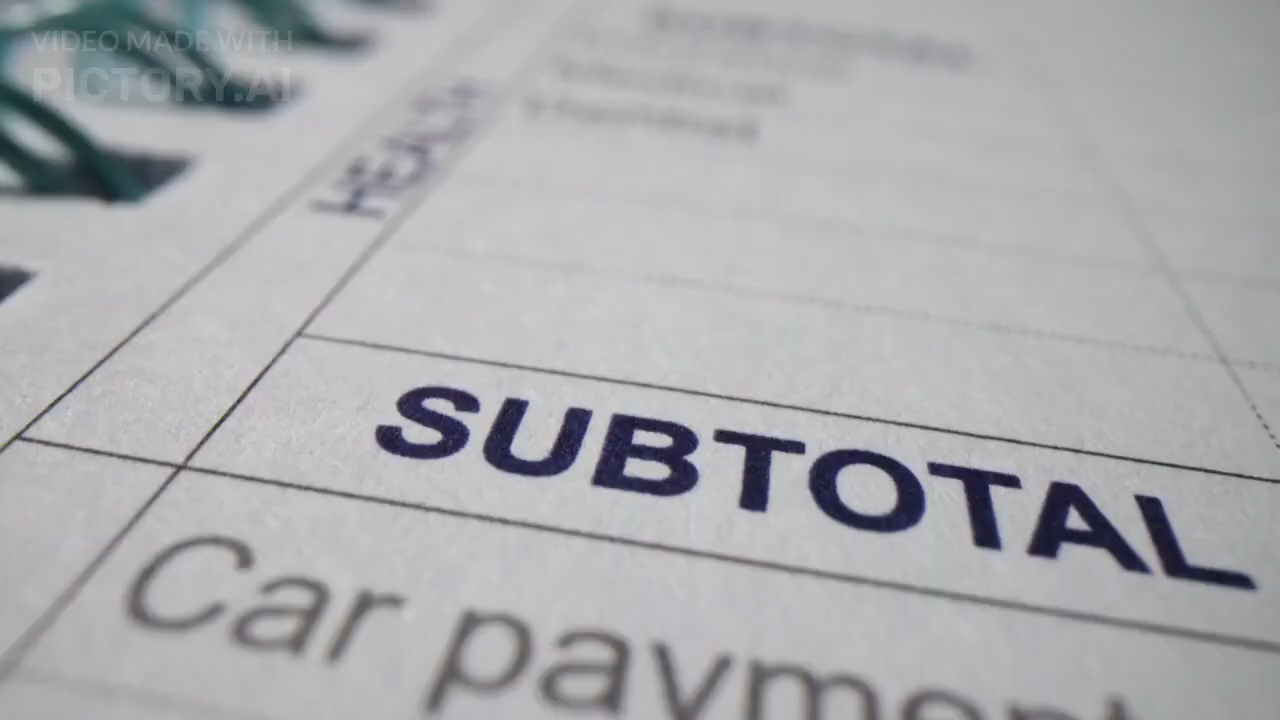 VIDEO MADE WITH
PICTORY.AI
HEALTH
SUBTOTAL
Car payment